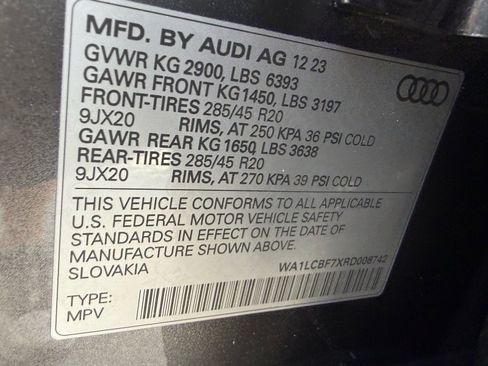 MFD. BY AUDI AG 12 23
GVWR KG 2900, LBS 6393
GAWR FRONT KG1450, LBS 3197
FRONT-TIRES 285/45 R20
9JX20 RIMS, AT 250 KPA 36 PSI COLD
GAWR REAR KG 1650, LBS 3638
REAR-TIRES 285/45 R20
9JX20 RIMS, AT 270 KPA 39 PSI COLD
THIS VEHICLE CONFORMS TO ALL APPLICABLE
U.S. FEDERAL MOTOR VEHICLE SAFETY
STANDARDS IN EFFECT ON THE DATE OF
MANUFACTURE SHOWN ABOVE.
SLOVAKIA
WA1LCBF7XRD008742
TYPE:
MPV